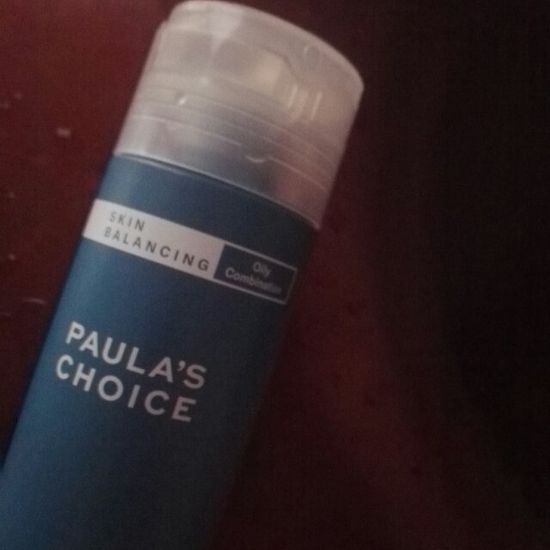 SKIN
BALANCING
Oily
Combination
PAULA'S
CHOICE